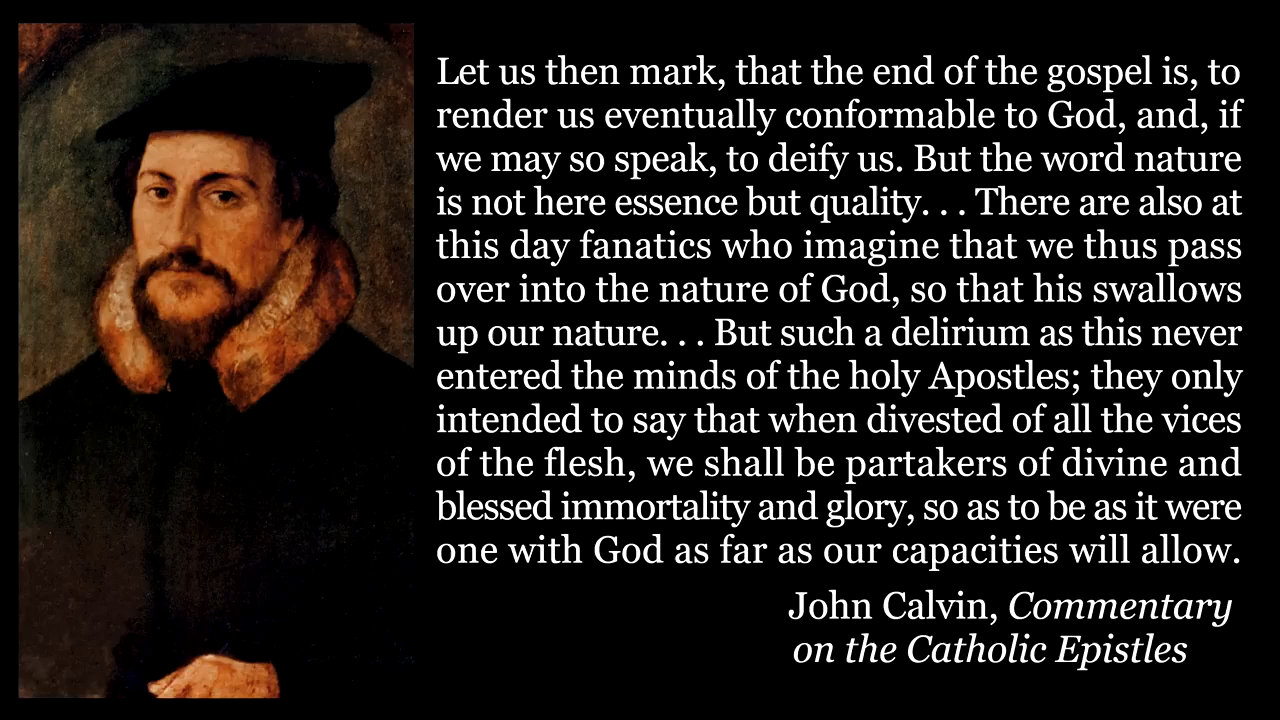 Let us then mark, that the end of the gospel is, to
render us eventually conformable to God, and, if
we may so speak, to deify us. But the word nature
is not here essence but quality. . . There are also at
this day fanatics who imagine that we thus pass
over into the nature of God, so that his swallows
up our nature. . . But such a delirium as this never
entered the minds of the holy Apostles; they only
intended to say that when divested of all the vices
of the flesh, we shall be partakers of divine and
blessed immortality and glory, so as to be as it were
one with God as far as our capacities will allow.
John Calvin, Commentary
on the Catholic Epistles